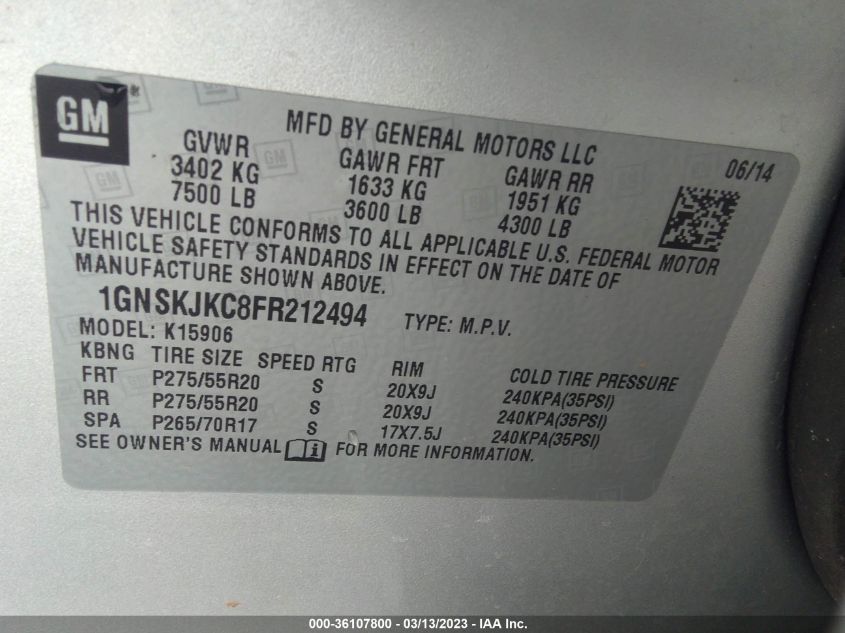 GM
MFD BY GENERAL MOTORS LLC
06/14
GVWR GAWR FRT GAWR RR
3402 KG 1633 KG 1951 KG
7500 LB 3600 LB 4300 LB
THIS VEHICLE CONFORMS TO ALL APPLICABLE U.S. FEDERAL MOTOR
VEHICLE SAFETY STANDARDS IN EFFECT ON THE DATE OF
MANUFACTURE SHOWN ABOVE.
1GNSKJKC8FR212494 TYPE: M.P.V.
MODEL: K15906
KBNG TIRE SIZE SPEED RTG RIM COLD TIRE PRESSURE
FRT P275/55R20 S 20X9J 240KPA(35PSI)
RR P275/55R20 S 20X9J 240KPA(35PSI)
SPA P265/70R17 S 17X7.5J 240KPA(35PSI)
SEE OWNER'S MANUAL i FOR MORE INFORMATION.
000-36107800 - 03/13/2023 - IAA Inc.